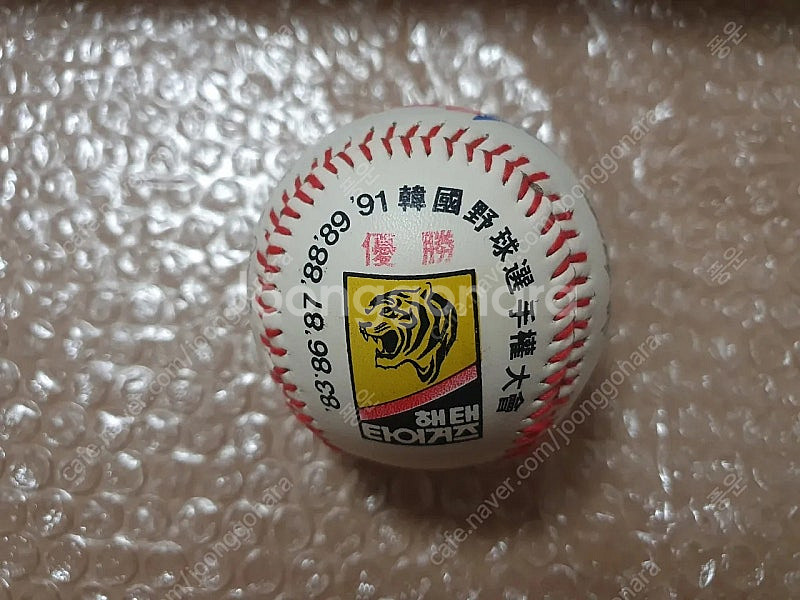 '83 '86 '87 '88 '89 '91 韓國野球選手權大會
優勝
해태
타이거즈
joonggonara
cafe.naver.com/joonggonara